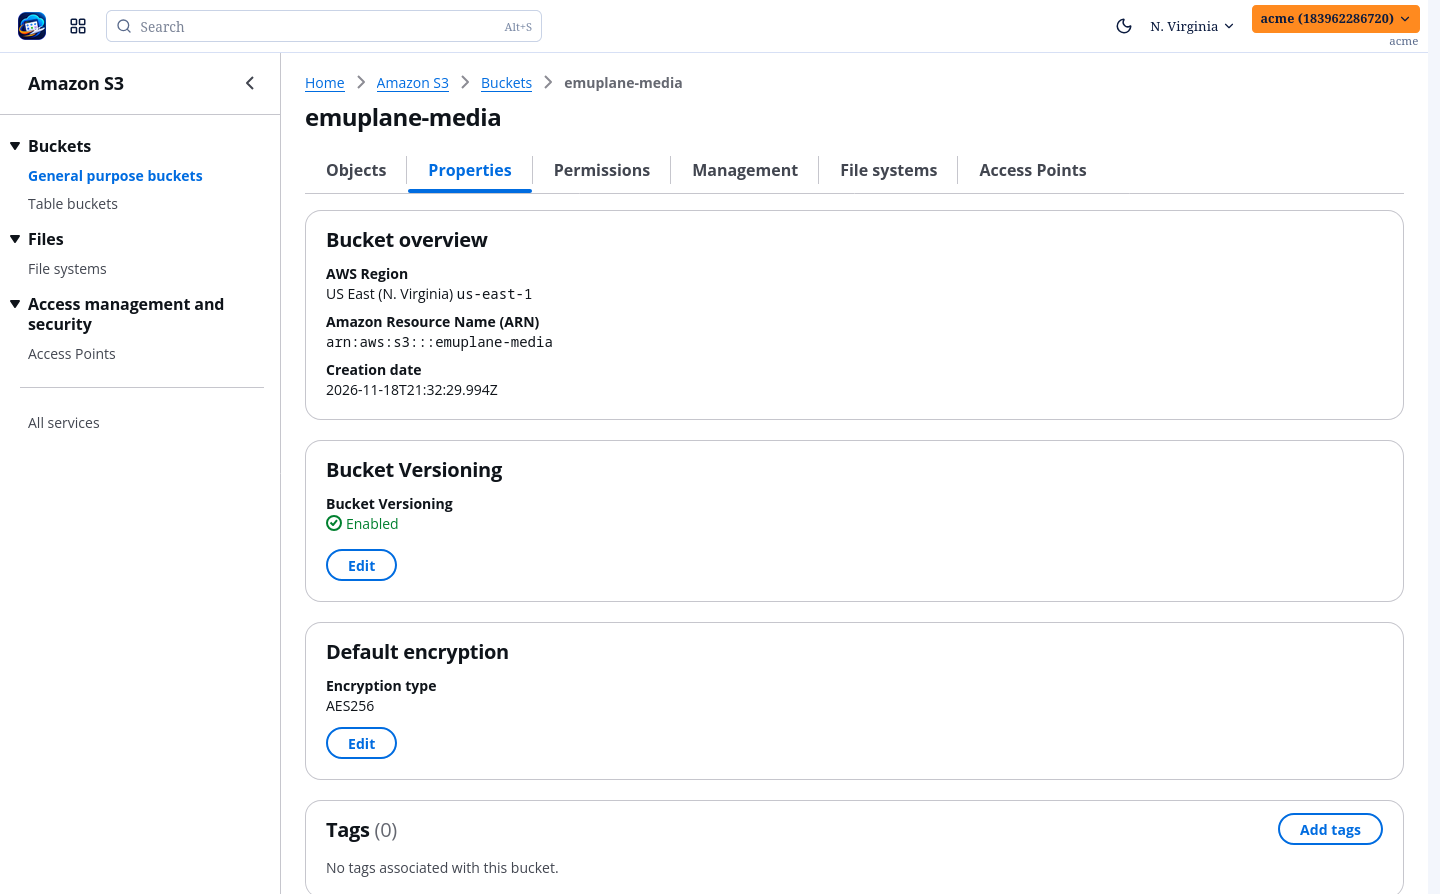 Search
Alt+S
N. Virginia
acme (183962286720)
acme
Amazon S3
Buckets
General purpose buckets
Table buckets
Files
File systems
Access management and
security
Access Points
All services
Home
Amazon S3
Buckets
emuplane-media
emuplane-media
Objects
Properties
Permissions
Management
File systems
Access Points
Bucket overview
AWS Region
US East (N. Virginia) us-east-1
Amazon Resource Name (ARN)
arn:aws:s3:::emuplane-media
Creation date
2026-11-18T21:32:29.994Z
Bucket Versioning
Bucket Versioning
Enabled
Edit
Default encryption
Encryption type
AES256
Edit
Tags (0)
Add tags
No tags associated with this bucket.